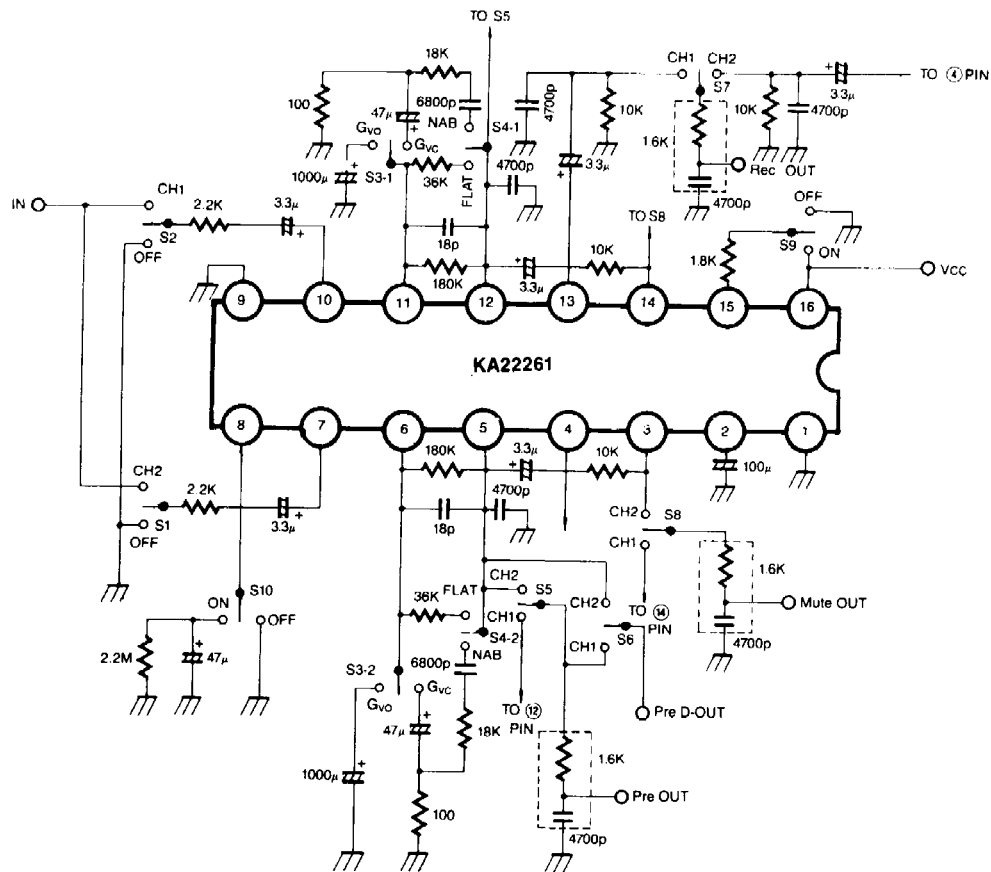 TO S5
18K
CH1
CH2
S7
TO ④ PIN
3.3μ
100
47μ
6800p
NAB
S4-1
4700p
10K
10K
4700p
1.6K
Gvo
Gvc
S3-1
36K
FLAT
4700p
3.3μ
Rec OUT
4700p
1000μ
IN
CH1
S2
OFF
2.2K
3.3μ
18p
180K
3.3μ
10K
TO S8
OFF
S9
ON
1.8K
Vcc
9
10
11
12
13
14
15
16
KA22261
8
7
6
5
4
3
2
1
180K
3.3μ
10K
100μ
CH2
S1
OFF
2.2K
3.3μ
18p
4700p
CH2
S8
CH1
1.6K
Mute OUT
4700p
TO ⑭
PIN
S10
ON
OFF
2.2M
47μ
36K
FLAT
S4-2
NAB
CH2
S5
CH1
CH2
S6
CH1
6800p
S3-2
Gvo
Gvc
47μ
18K
TO ⑫
PIN
Pre D-OUT
1000μ
100
1.6K
Pre OUT
4700p